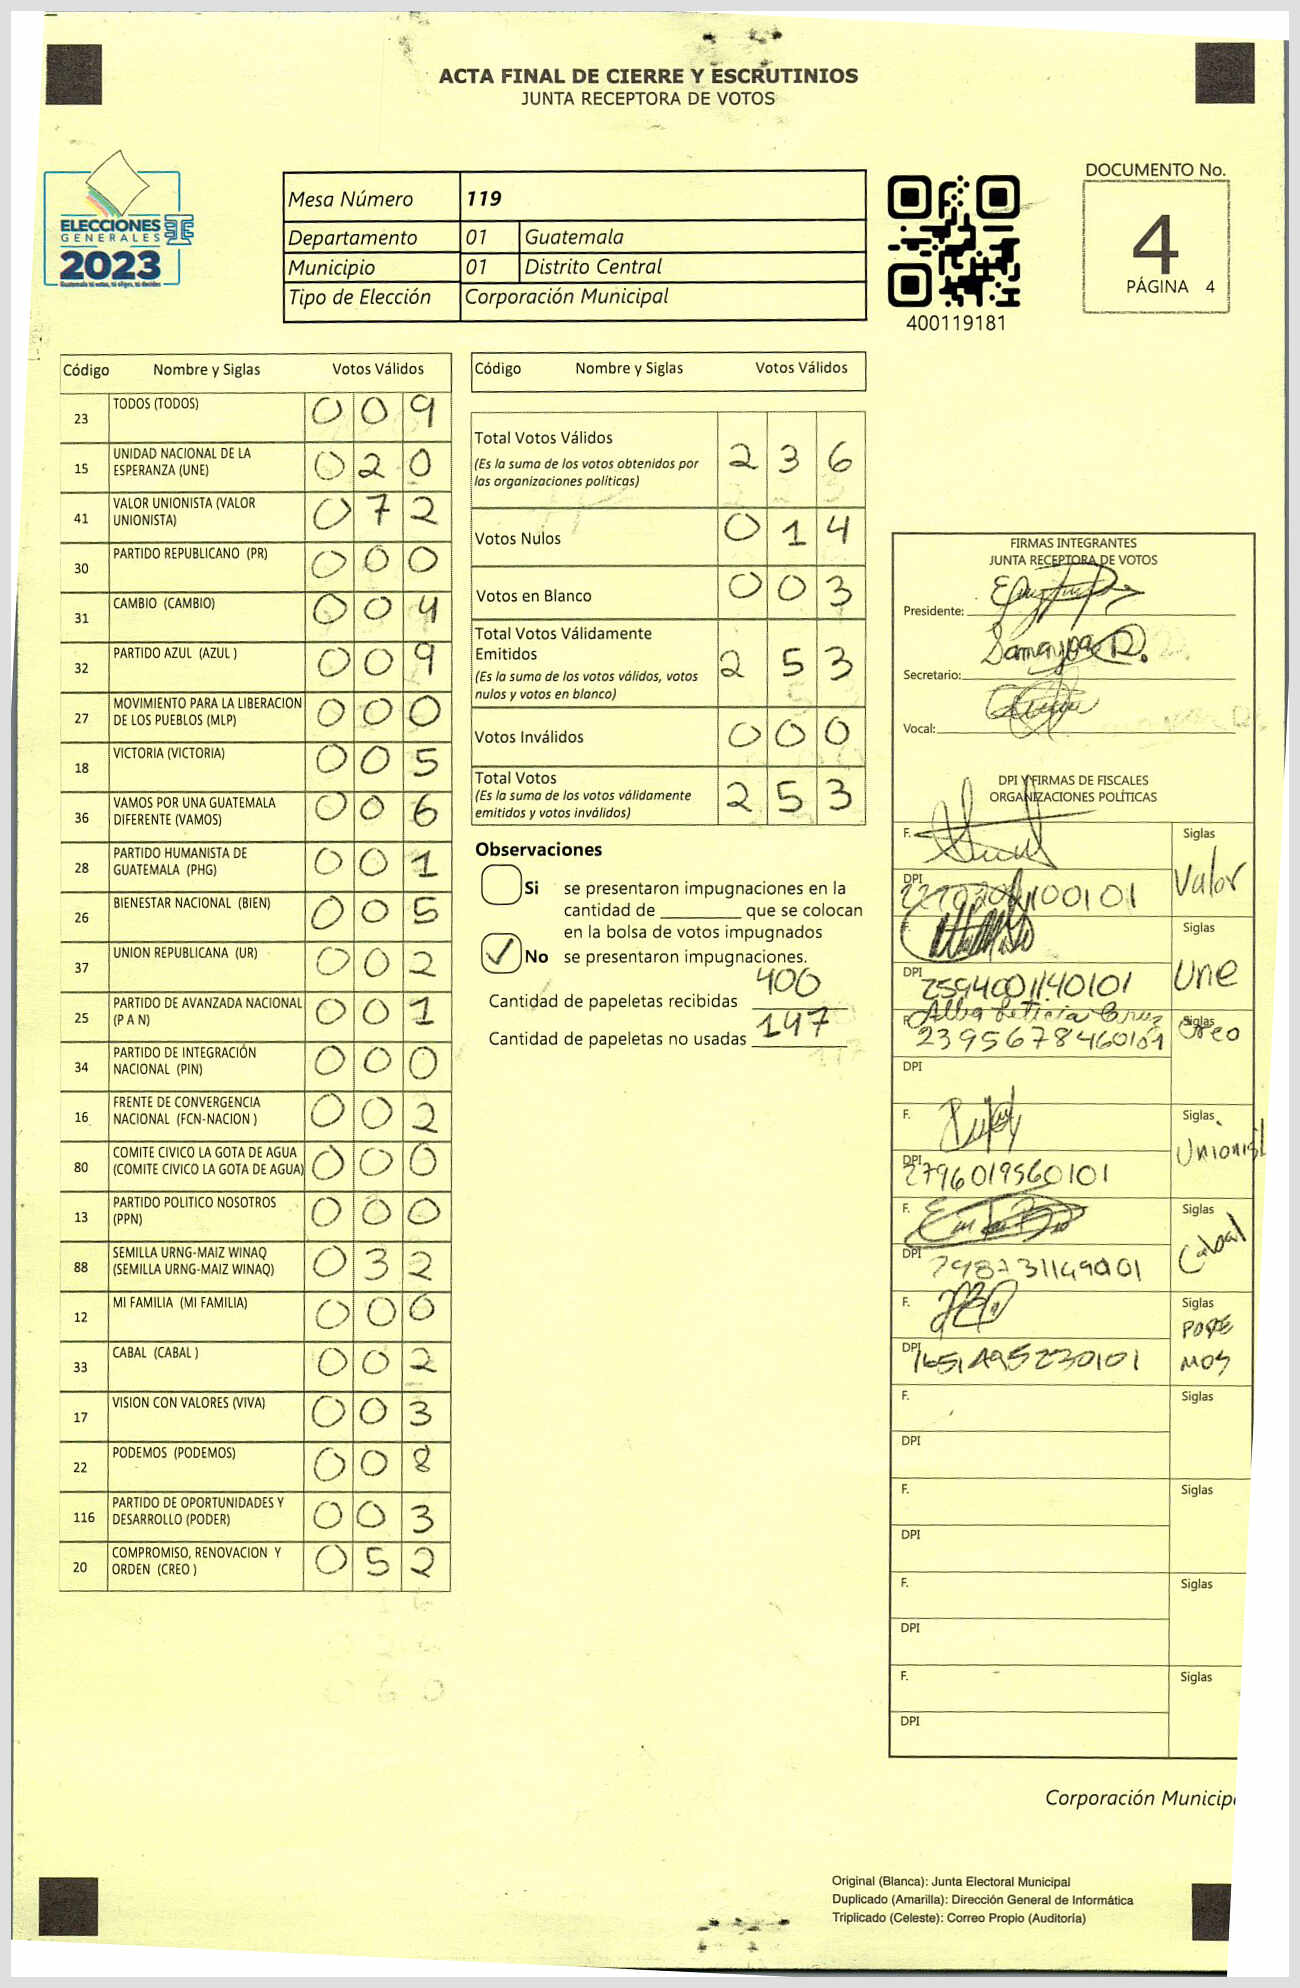 ACTA FINAL DE CIERRE Y ESCRUTINIOS
JUNTA RECEPTORA DE VOTOS
ELECCIONES
GENERALES
2023
Guatemala tú votas, tú eliges, tú decides
Mesa Número 119
Departamento 01 Guatemala
Municipio 01 Distrito Central
Tipo de Elección Corporación Municipal
400119181
DOCUMENTO No.
4
PÁGINA 4
Código Nombre y Siglas Votos Válidos
23 TODOS (TODOS) 0 0 9
15 UNIDAD NACIONAL DE LA ESPERANZA (UNE) 0 2 0
41 VALOR UNIONISTA (VALOR UNIONISTA) 0 7 2
30 PARTIDO REPUBLICANO (PR) 0 0 0
31 CAMBIO (CAMBIO) 0 0 4
32 PARTIDO AZUL (AZUL ) 0 0 9
27 MOVIMIENTO PARA LA LIBERACION DE LOS PUEBLOS (MLP) 0 0 0
18 VICTORIA (VICTORIA) 0 0 5
36 VAMOS POR UNA GUATEMALA DIFERENTE (VAMOS) 0 0 6
28 PARTIDO HUMANISTA DE GUATEMALA (PHG) 0 0 1
26 BIENESTAR NACIONAL (BIEN) 0 0 5
37 UNION REPUBLICANA (UR) 0 0 2
25 PARTIDO DE AVANZADA NACIONAL (P A N) 0 0 1
34 PARTIDO DE INTEGRACIÓN NACIONAL (PIN) 0 0 0
16 FRENTE DE CONVERGENCIA NACIONAL (FCN-NACION ) 0 0 2
80 COMITE CIVICO LA GOTA DE AGUA (COMITE CIVICO LA GOTA DE AGUA) 0 0 0
13 PARTIDO POLITICO NOSOTROS (PPN) 0 0 0
88 SEMILLA URNG-MAIZ WINAQ (SEMILLA URNG-MAIZ WINAQ) 0 3 2
12 MI FAMILIA (MI FAMILIA) 0 0 0
33 CABAL (CABAL ) 0 0 2
17 VISION CON VALORES (VIVA) 0 0 3
22 PODEMOS (PODEMOS) 0 0 8
116 PARTIDO DE OPORTUNIDADES Y DESARROLLO (PODER) 0 0 3
20 COMPROMISO, RENOVACION Y ORDEN (CREO ) 0 5 2
Código Nombre y Siglas Votos Válidos
Total Votos Válidos 2 3 6
(Es la suma de los votos obtenidos por
las organizaciones políticas)
Votos Nulos 0 1 4
Votos en Blanco 0 0 3
Total Votos Válidamente
Emitidos 2 5 3
(Es la suma de los votos válidos, votos
nulos y votos en blanco)
Votos Inválidos 0 0 0
Total Votos 2 5 3
(Es la suma de los votos válidamente
emitidos y votos inválidos)
Observaciones
Si se presentaron impugnaciones en la
cantidad de ________ que se colocan
en la bolsa de votos impugnados
✓ No se presentaron impugnaciones.
Cantidad de papeletas recibidas 400
Cantidad de papeletas no usadas 147
FIRMAS INTEGRANTES
JUNTA RECEPTORA DE VOTOS
Presidente:
Samayoa D.
Secretario:
Vocal:
DPI Y FIRMAS DE FISCALES
ORGANIZACIONES POLÍTICAS
F. Siglas
DPI Valor
F. Siglas
DPI 2594001140101 Une
F. Alba Leticia Cruz Siglas
2395678460101 Creo
DPI
F. Siglas
DPI 2796019560101 Unionist
F. Siglas
DPI Cabal
F. Siglas
DPI 1651495230101 PODE
MOS
F. Siglas
DPI
F. Siglas
DPI
F. Siglas
DPI
F. Siglas
DPI
Corporación Municip
Original (Blanca): Junta Electoral Municipal
Duplicado (Amarilla): Dirección General de Informática
Triplicado (Celeste): Correo Propio (Auditoría)